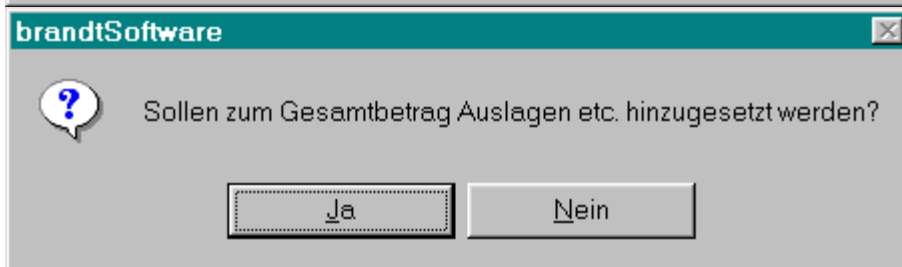 brandtSoftware
Sollen zum Gesamtbetrag Auslagen etc. hinzugesetzt werden?
Ja
Nein